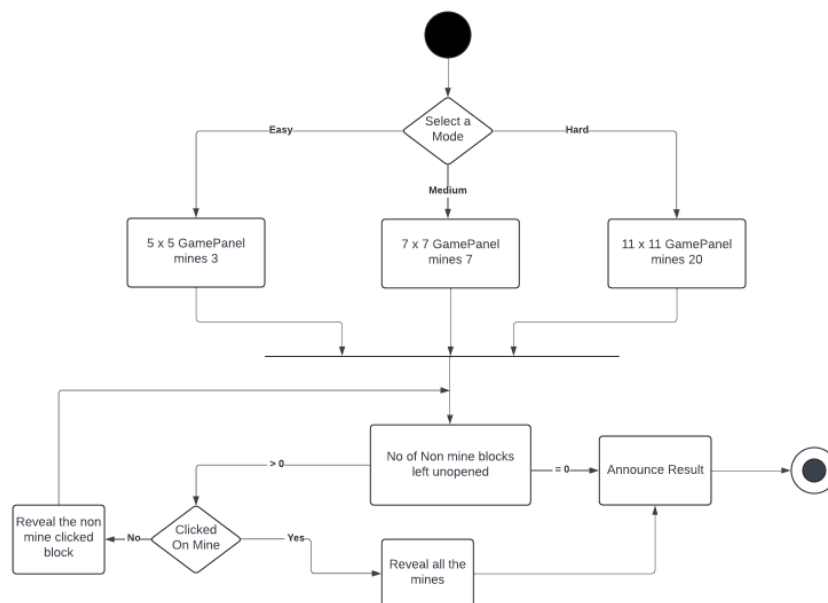 Select a
Mode
Easy
Hard
Medium
5 x 5 GamePanel
mines 3
7 x 7 GamePanel
mines 7
11 x 11 GamePanel
mines 20
No of Non mine blocks
left unopened
> 0
= 0
Announce Result
Reveal the non
mine clicked
block
No
Clicked
On Mine
Yes
Reveal all the
mines